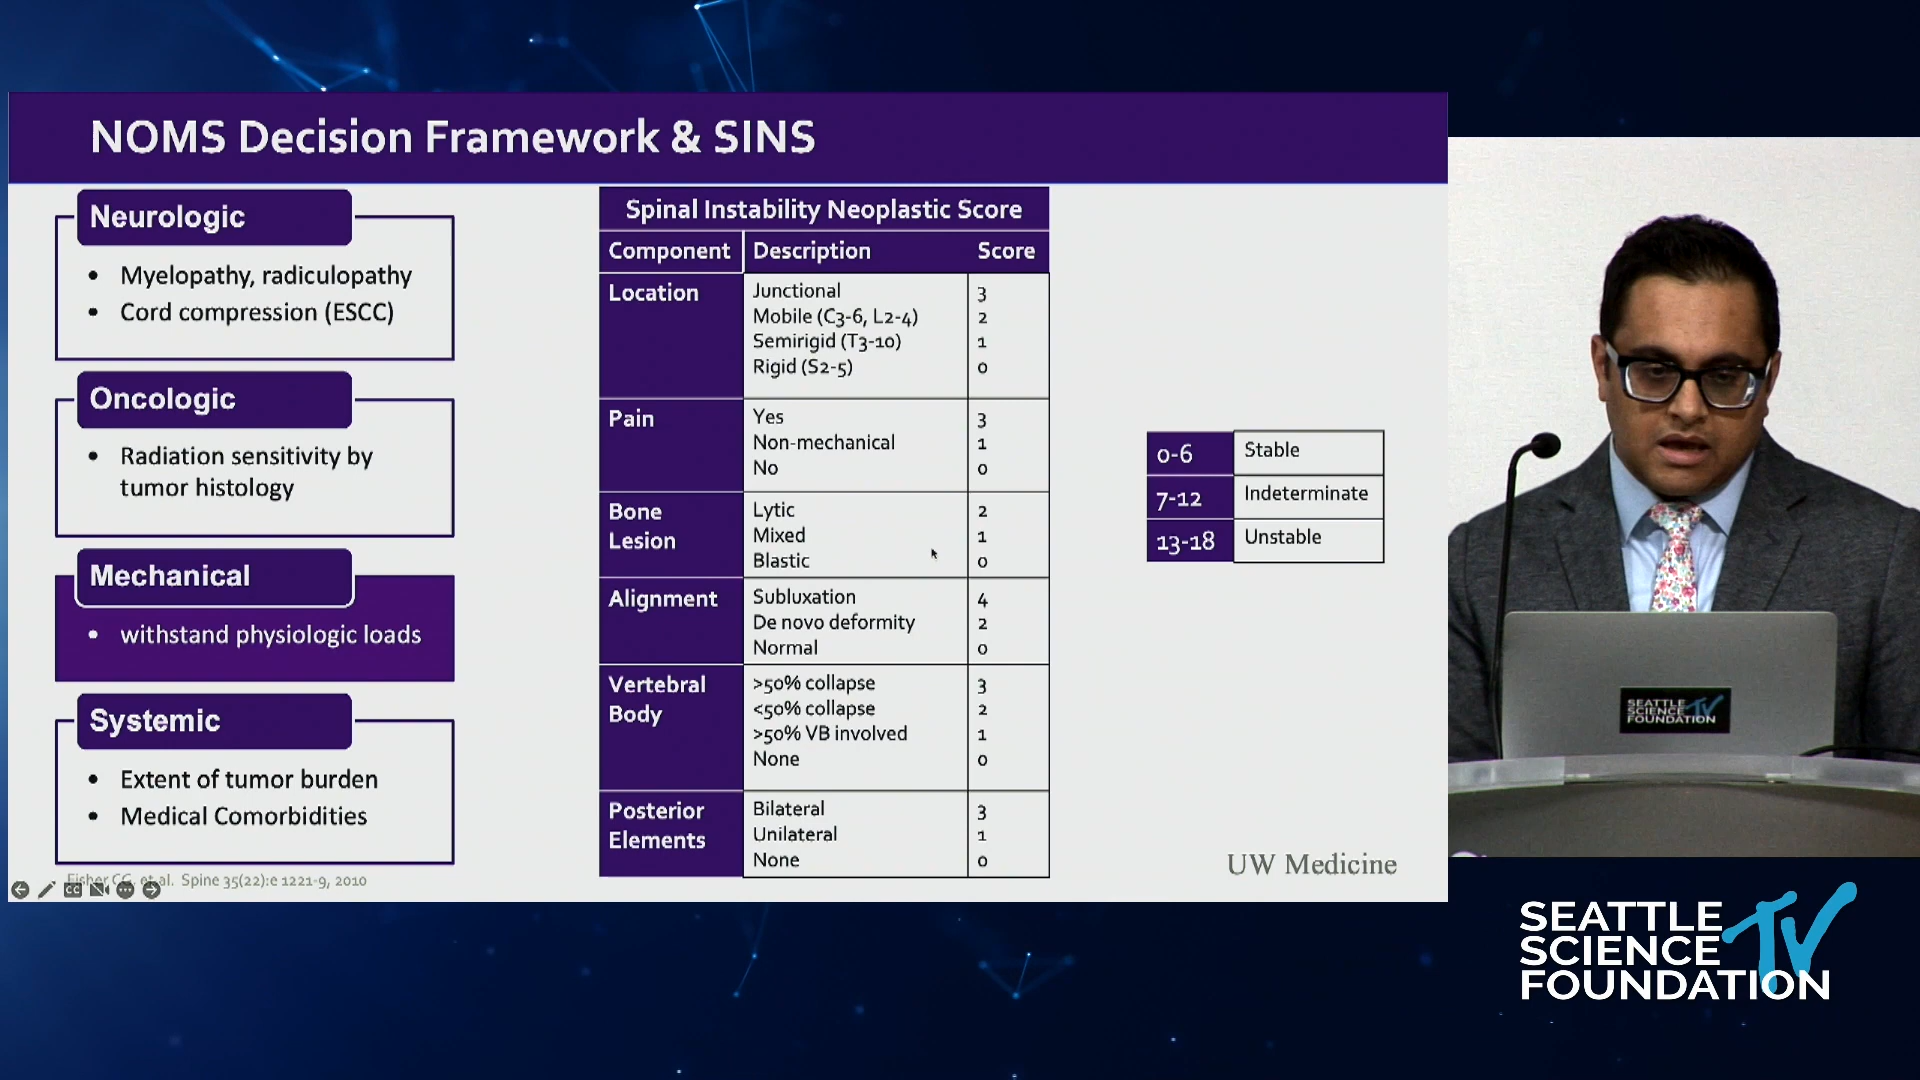 NOMS Decision Framework & SINS
Neurologic
• Myelopathy, radiculopathy
• Cord compression (ESCC)
Oncologic
• Radiation sensitivity by
tumor histology
Mechanical
• withstand physiologic loads
Systemic
• Extent of tumor burden
• Medical Comorbidities
Fisher CG, et al. Spine 35(22):e 1221-9, 2010
CC
Spinal Instability Neoplastic Score
Component Description Score
Location Junctional 3
Mobile (C3-6, L2-4) 2
Semirigid (T3-10) 1
Rigid (S2-5) 0
Pain Yes 3
Non-mechanical 1
No 0
Bone Lesion Lytic 2
Mixed 1
Blastic 0
Alignment Subluxation 4
De novo deformity 2
Normal 0
Vertebral Body >50% collapse 3
<50% collapse 2
>50% VB involved 1
None 0
Posterior Elements Bilateral 3
Unilateral 1
None 0
0-6 Stable
7-12 Indeterminate
13-18 Unstable
UW Medicine
SEATTLE
SCIENCE TV
FOUNDATION
SEATTLE
SCIENCE TV
FOUNDATION